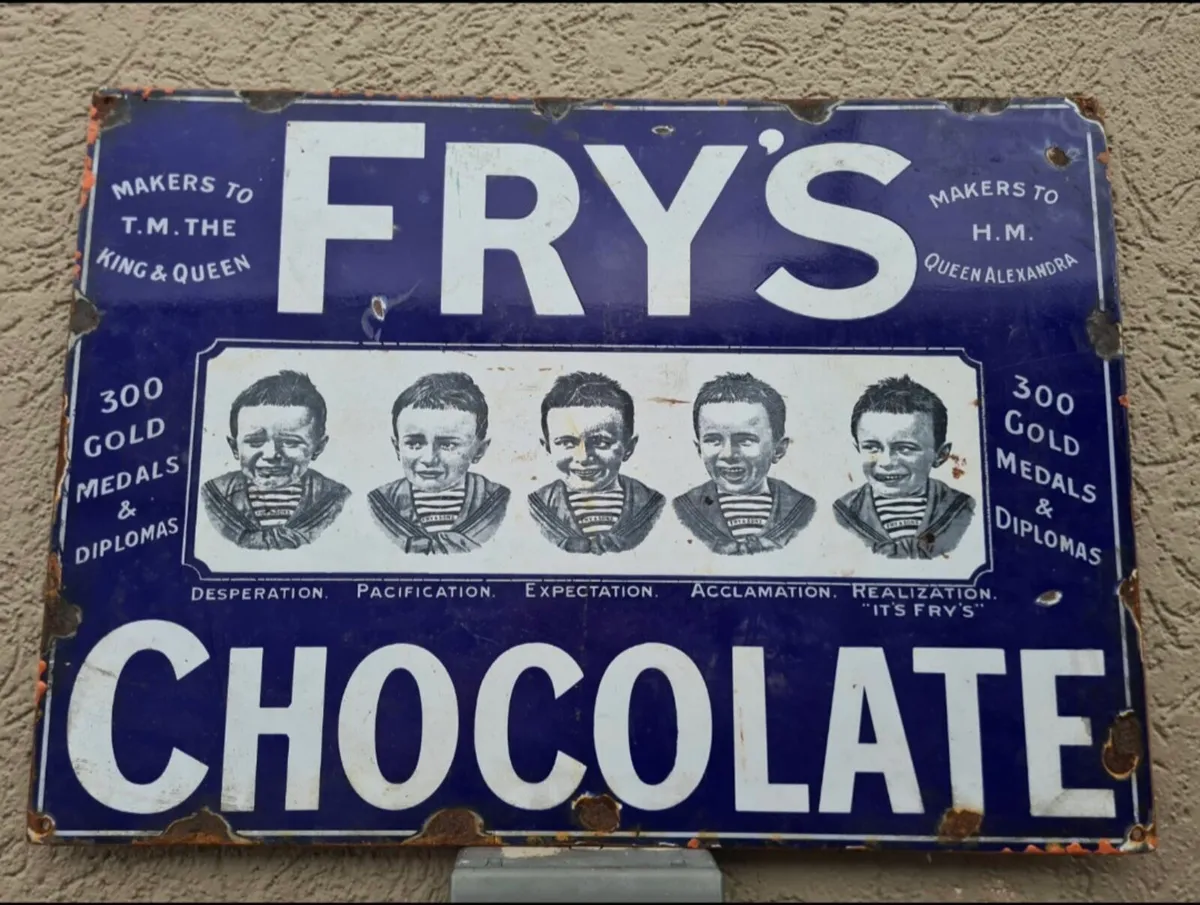 FRY'S
MAKERS TO
T.M. THE
KING & QUEEN
MAKERS TO
H.M.
QUEEN ALEXANDRA
300
GOLD
MEDALS
&
DIPLOMAS
300
GOLD
MEDALS
&
DIPLOMAS
DESPERATION.
PACIFICATION.
EXPECTATION.
ACCLAMATION.
REALIZATION.
"IT'S FRY'S"
CHOCOLATE